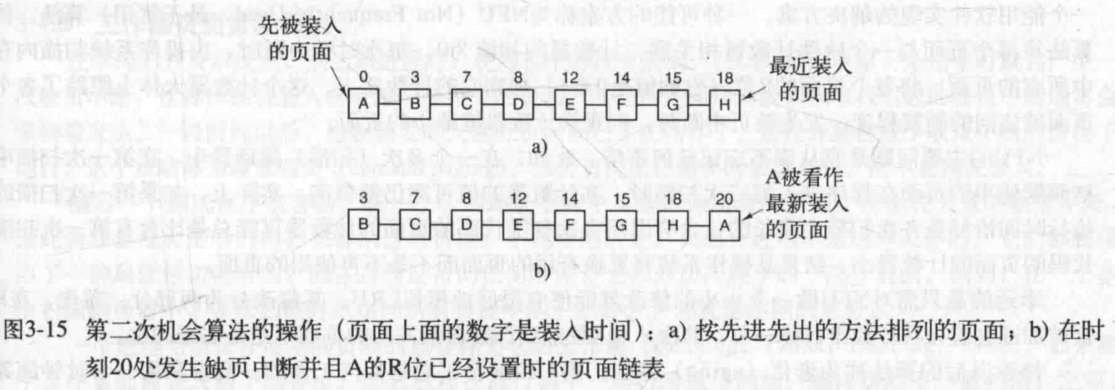 先被装入
的页面
0 3 7 8 12 14 15 18
A B C D E F G H
最近装入
的页面
a)
3 7 8 12 14 15 18 20
B C D E F G H A
A被看作
最新装入
的页面
b)
图3-15 第二次机会算法的操作（页面上面的数字是装入时间）：a) 按先进先出的方法排列的页面；b) 在时
刻20处发生缺页中断并且A的R位已经设置时的页面链表